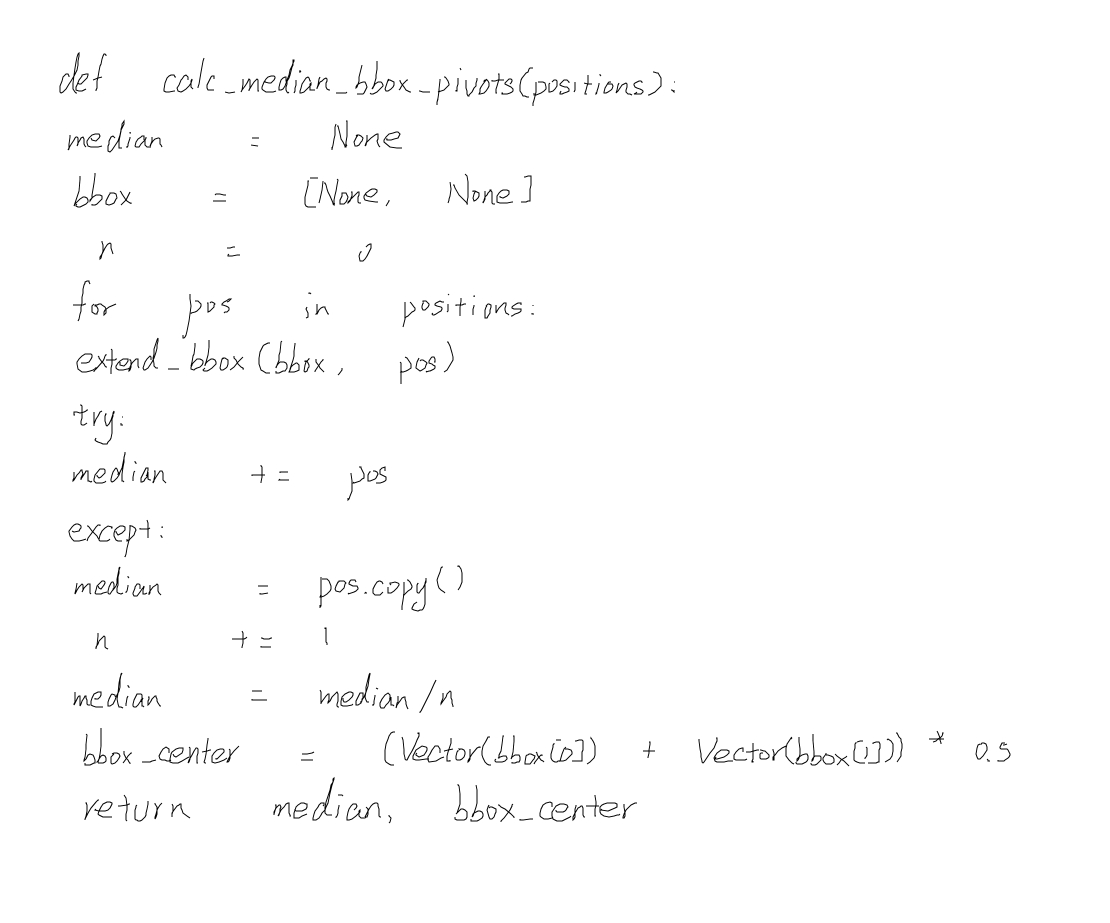 def calc_median_bbox_pivots(positions):
median = None
bbox = [None, None]
n = 0
for pos in positions:
extend_bbox(bbox, pos)
try:
median += pos
except:
median = pos.copy()
n += 1
median = median/n
bbox_center = (Vector(bbox[0]) + Vector(bbox[1])) * 0.5
return median, bbox_center